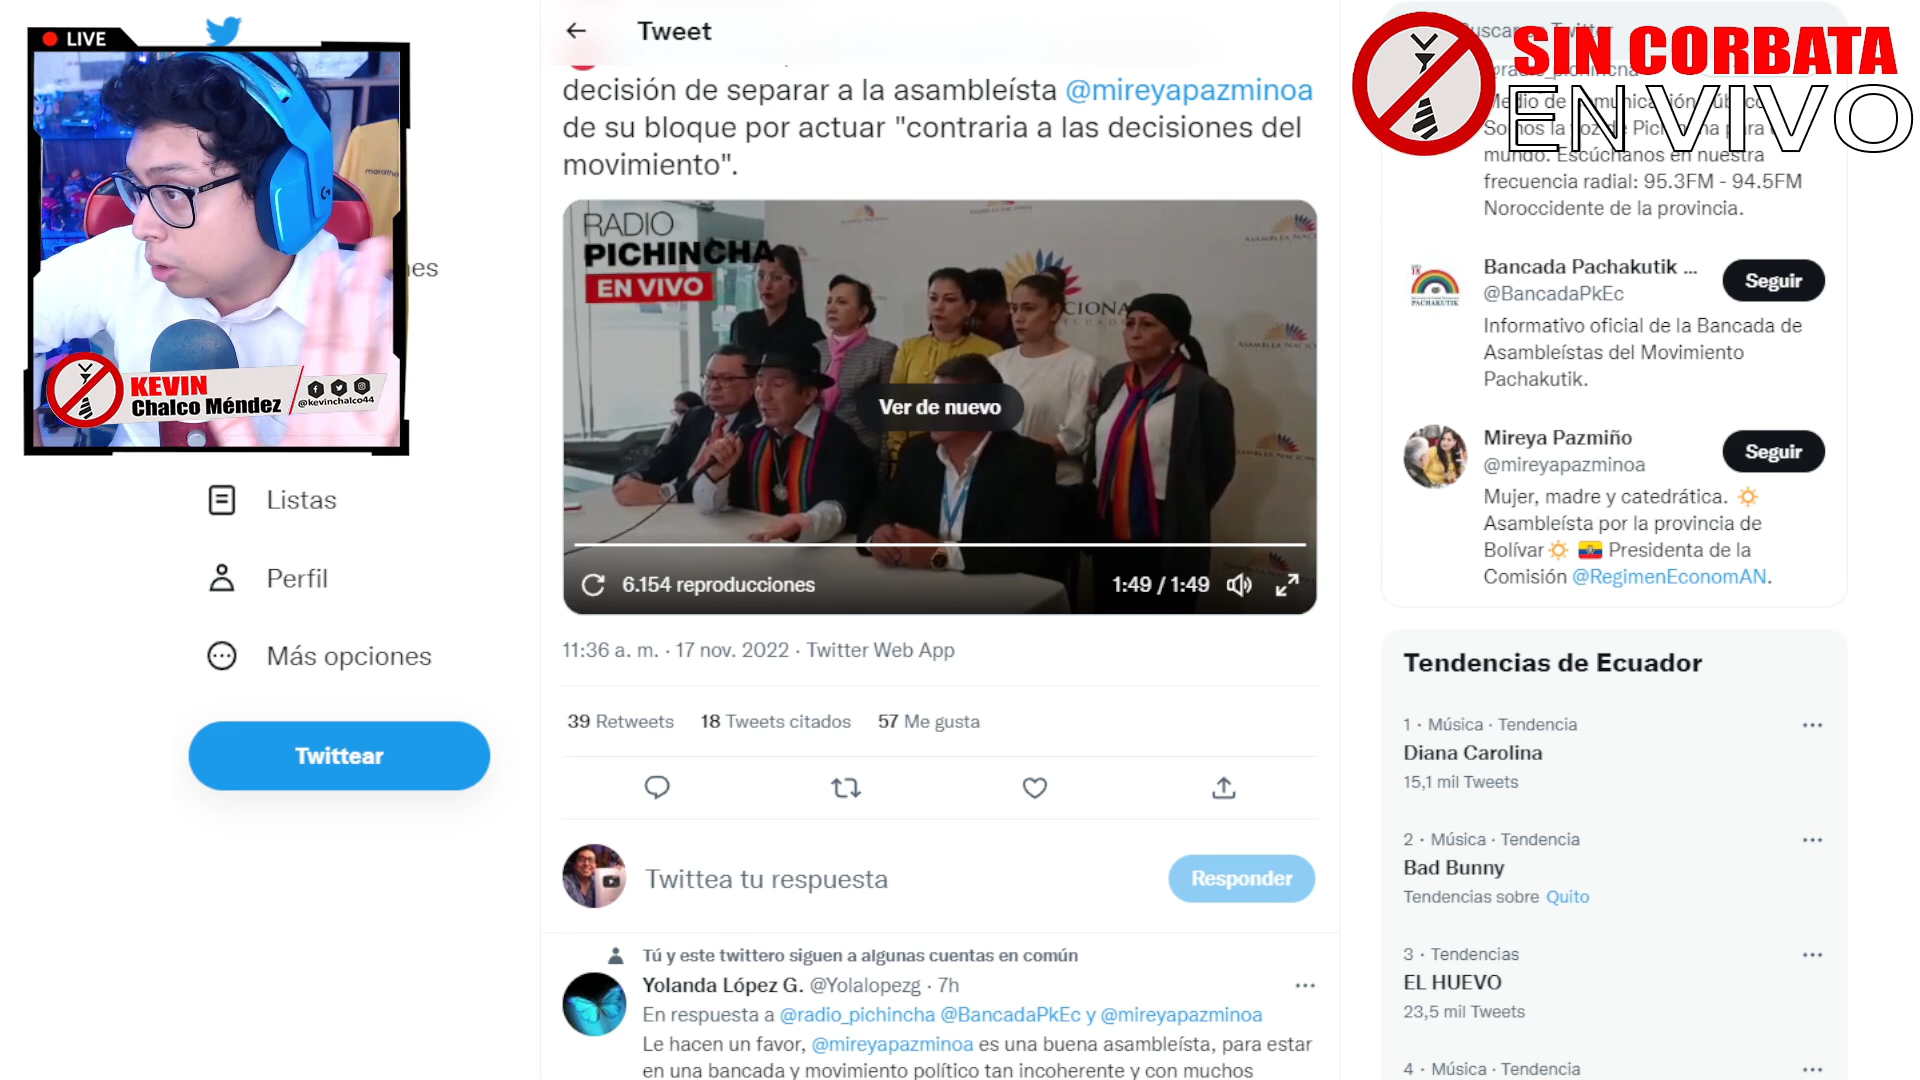 LIVE
marathon
nes
KEVIN
Chalco Méndez
@kevinchalco44
Listas
Perfil
Más opciones
Twittear
Tweet
decisión de separar a la asambleísta @mireyapazminoa
de su bloque por actuar "contraria a las decisiones del
movimiento".
RADIO
PICHINCHA
EN VIVO
ASAMBLEA NACIONAL
Ver de nuevo
6.154 reproducciones
1:49 / 1:49
11:36 a. m. · 17 nov. 2022 · Twitter Web App
39 Retweets 18 Tweets citados 57 Me gusta
Twittea tu respuesta
Responder
Tú y este twittero siguen a algunas cuentas en común
Yolanda López G. @Yolalopezg · 7h
En respuesta a @radio_pichincha @BancadaPkEc y @mireyapazminoa
Le hacen un favor, @mireyapazminoa es una buena asambleísta, para estar
en una bancada y movimiento político tan incoherente y con muchos
SIN CORBATA
EN VIVO
Buscar en Twitter
@radio_pichincha
Medio de comunicación público.
Somos la voz de Pichincha para el
mundo. Escúchanos en nuestra
frecuencia radial: 95.3FM - 94.5FM
Noroccidente de la provincia.
Bancada Pachakutik ...
@BancadaPkEc
Seguir
Informativo oficial de la Bancada de
Asambleístas del Movimiento
Pachakutik.
PACHAKUTIK
Mireya Pazmiño
@mireyapazminoa
Seguir
Mujer, madre y catedrática.
Asambleísta por la provincia de
Bolívar Presidenta de la
Comisión @RegimenEconomAN.
Tendencias de Ecuador
1 · Música · Tendencia
Diana Carolina
15,1 mil Tweets
2 · Música · Tendencia
Bad Bunny
Tendencias sobre Quito
3 · Tendencias
EL HUEVO
23,5 mil Tweets
4 · Música · Tendencia